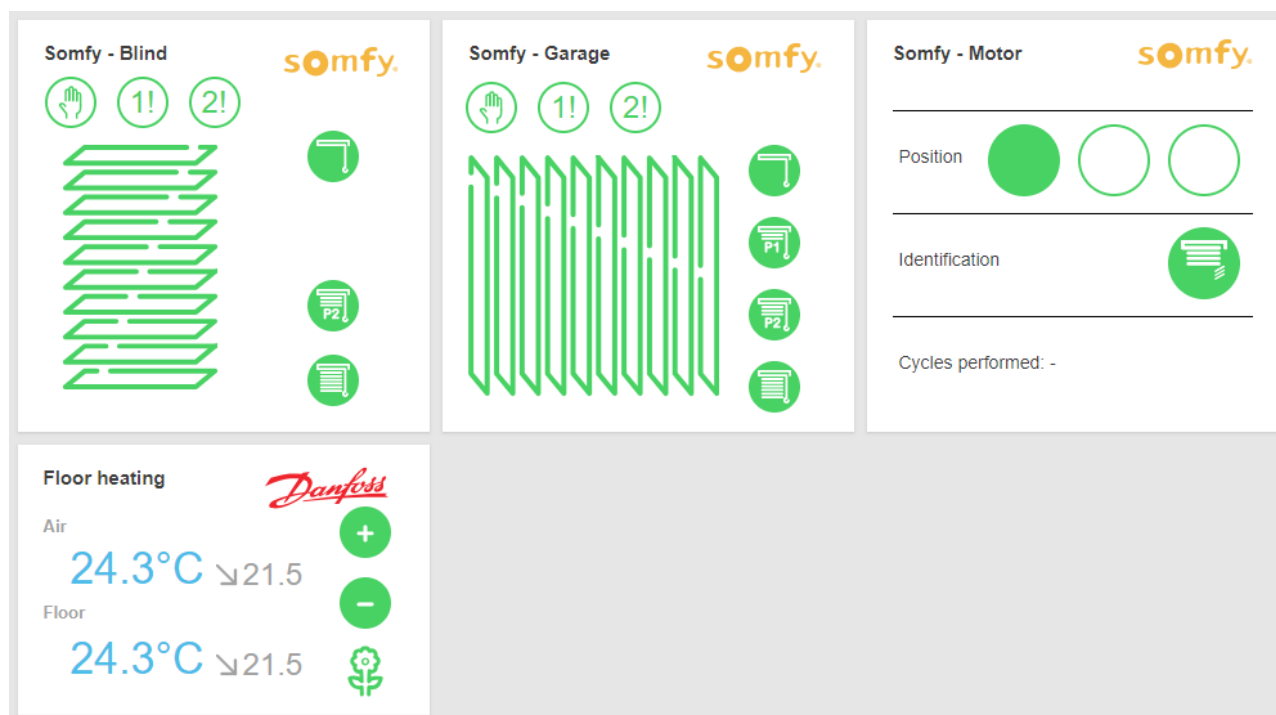 Somfy - Blind
somfy.
1!
2!
P2
Somfy - Garage
somfy.
1!
2!
P1
P2
Somfy - Motor
somfy.
Position
Identification
Cycles performed: -
Floor heating
Danfoss
Air
+
24.3°C ↘21.5
−
Floor
24.3°C ↘21.5